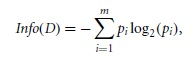 Info(D) = −∑_{i=1}^{m} p_i log_2(p_i),